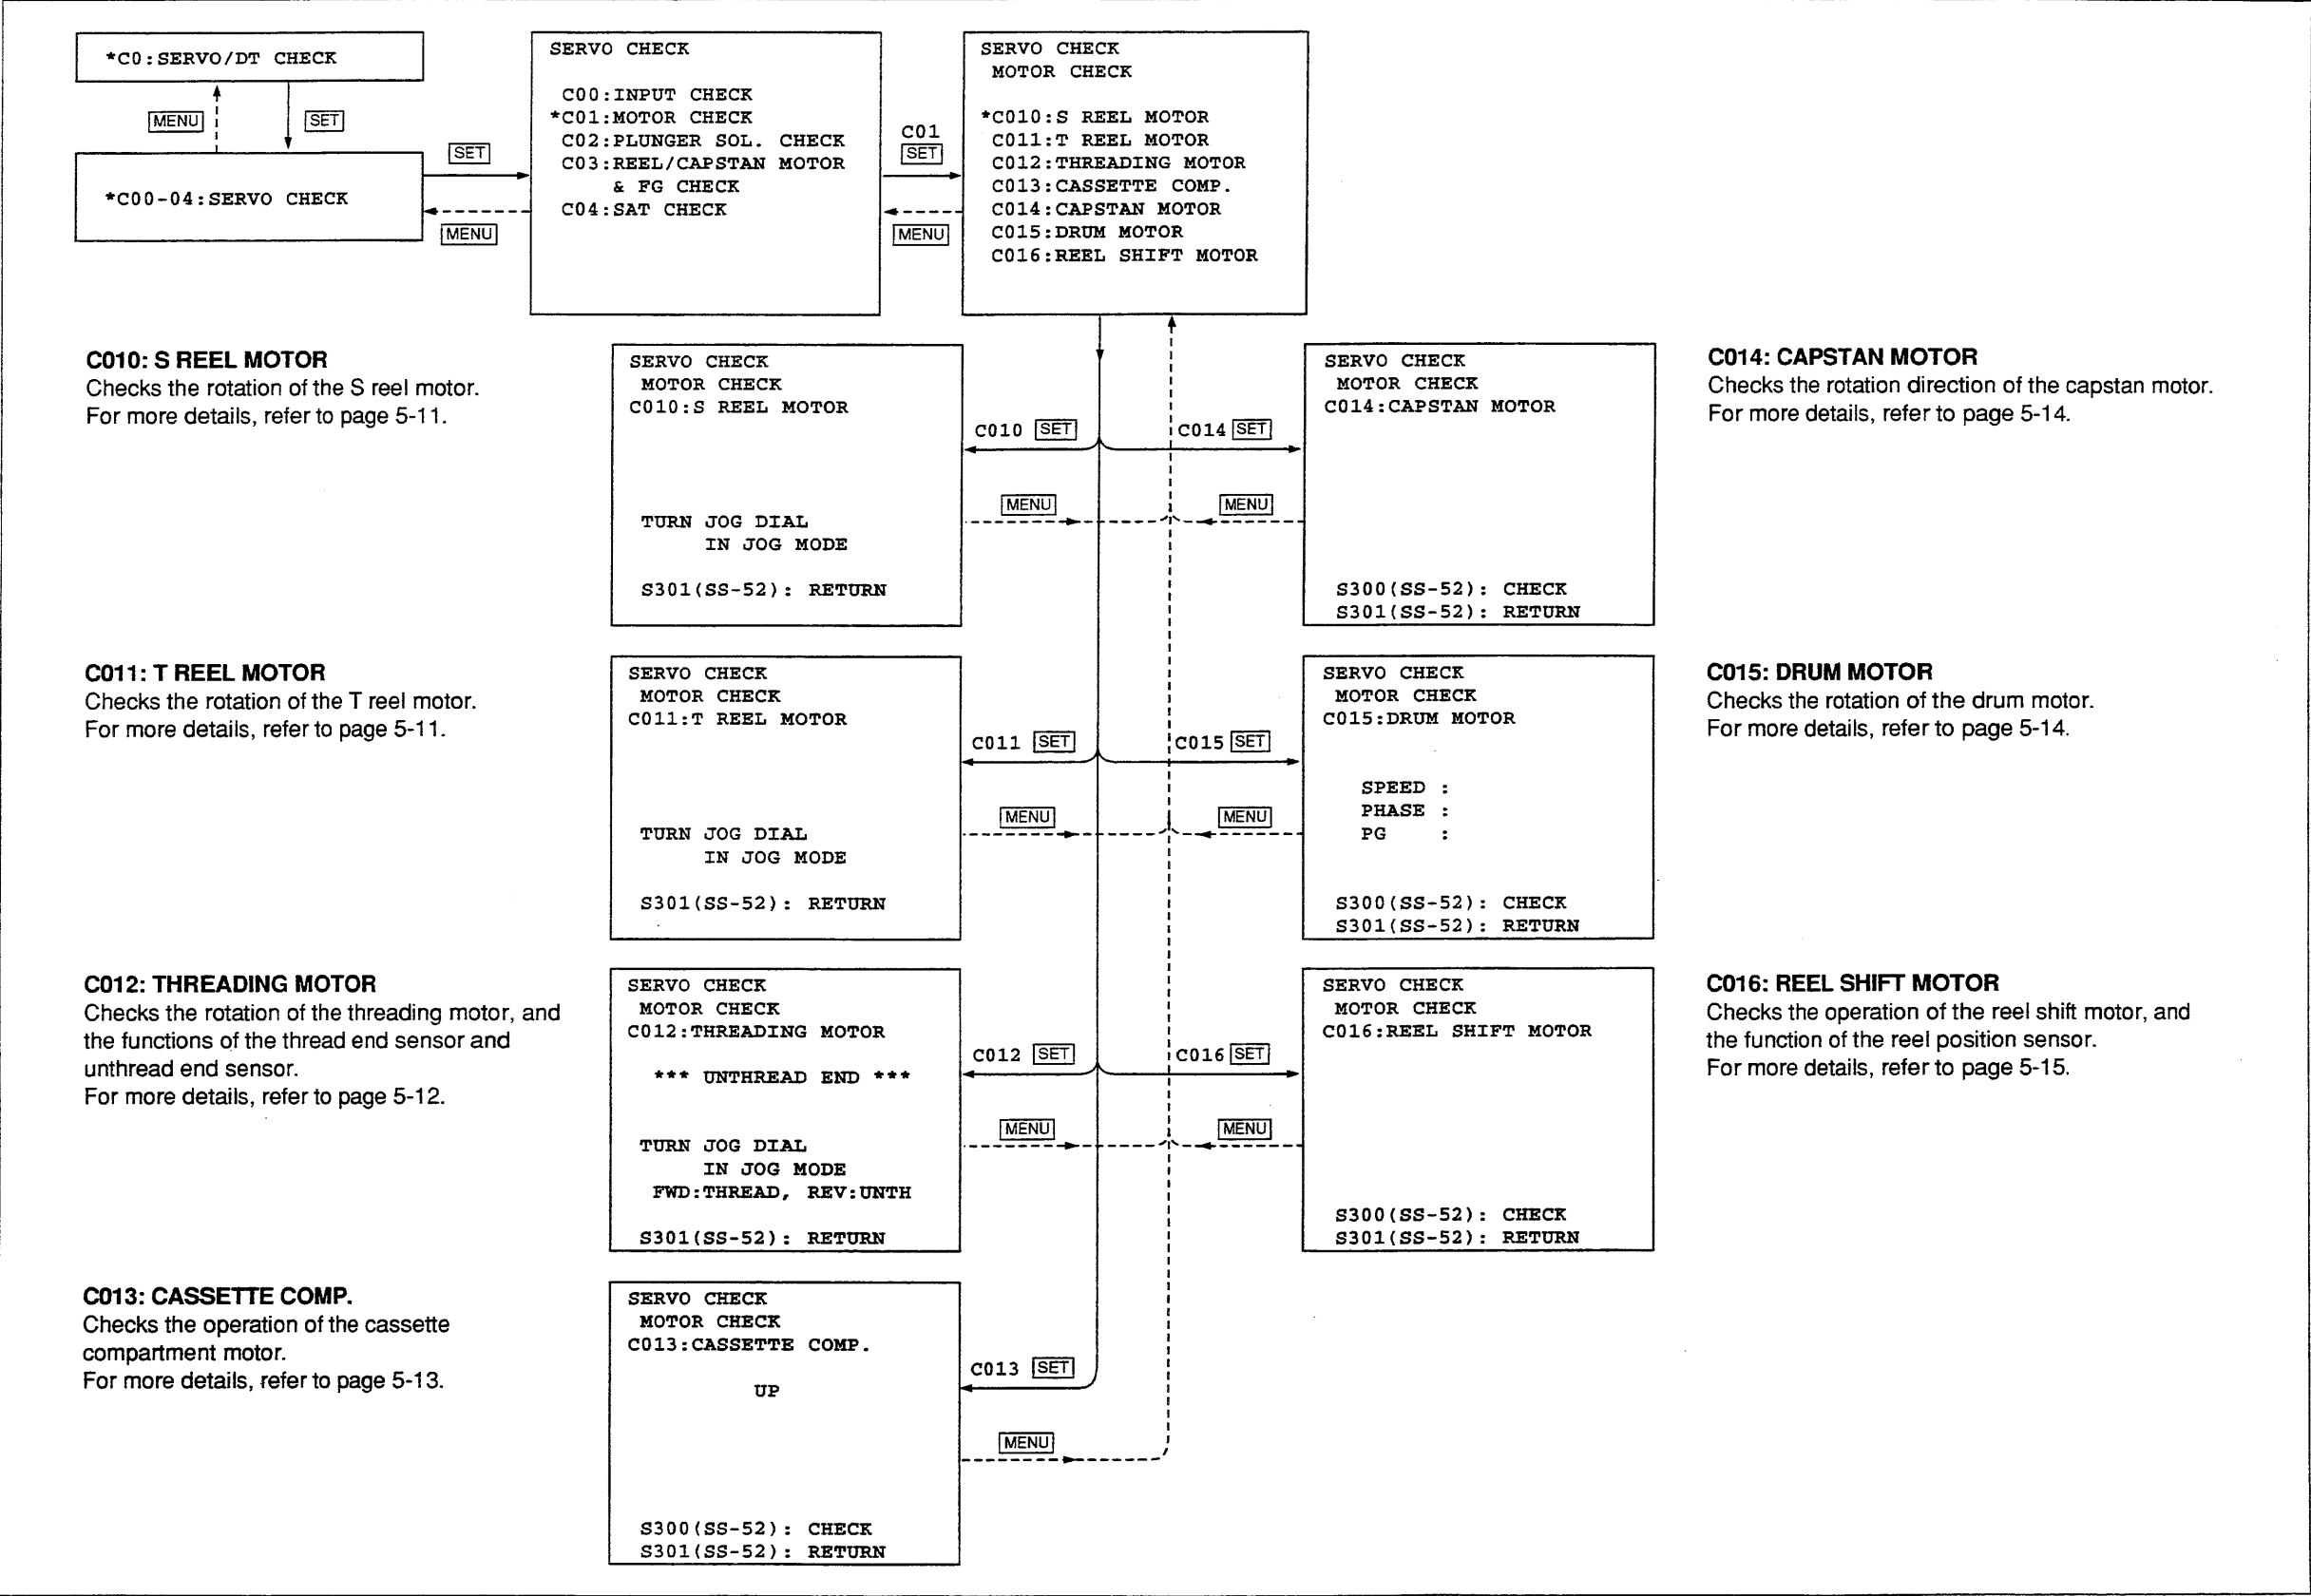 *C0:SERVO/DT CHECK
MENU
SET
*C00-04:SERVO CHECK
SET
MENU
SERVO CHECK
C00:INPUT CHECK
*C01:MOTOR CHECK
C02:PLUNGER SOL. CHECK
C03:REEL/CAPSTAN MOTOR
& FG CHECK
C04:SAT CHECK
C01
SET
MENU
SERVO CHECK
MOTOR CHECK
*C010:S REEL MOTOR
C011:T REEL MOTOR
C012:THREADING MOTOR
C013:CASSETTE COMP.
C014:CAPSTAN MOTOR
C015:DRUM MOTOR
C016:REEL SHIFT MOTOR
C010: S REEL MOTOR
Checks the rotation of the S reel motor.
For more details, refer to page 5-11.
SERVO CHECK
MOTOR CHECK
C010:S REEL MOTOR
TURN JOG DIAL
IN JOG MODE
S301(SS-52): RETURN
C010 SET
MENU
C014 SET
MENU
SERVO CHECK
MOTOR CHECK
C014:CAPSTAN MOTOR
S300(SS-52): CHECK
S301(SS-52): RETURN
C014: CAPSTAN MOTOR
Checks the rotation direction of the capstan motor.
For more details, refer to page 5-14.
C011: T REEL MOTOR
Checks the rotation of the T reel motor.
For more details, refer to page 5-11.
SERVO CHECK
MOTOR CHECK
C011:T REEL MOTOR
TURN JOG DIAL
IN JOG MODE
S301(SS-52): RETURN
C011 SET
MENU
C015 SET
MENU
SERVO CHECK
MOTOR CHECK
C015:DRUM MOTOR
SPEED :
PHASE :
PG :
S300(SS-52): CHECK
S301(SS-52): RETURN
C015: DRUM MOTOR
Checks the rotation of the drum motor.
For more details, refer to page 5-14.
C012: THREADING MOTOR
Checks the rotation of the threading motor, and
the functions of the thread end sensor and
unthread end sensor.
For more details, refer to page 5-12.
SERVO CHECK
MOTOR CHECK
C012:THREADING MOTOR
*** UNTHREAD END ***
TURN JOG DIAL
IN JOG MODE
FWD:THREAD, REV:UNTH
S301(SS-52): RETURN
C012 SET
MENU
C016 SET
MENU
SERVO CHECK
MOTOR CHECK
C016:REEL SHIFT MOTOR
S300(SS-52): CHECK
S301(SS-52): RETURN
C016: REEL SHIFT MOTOR
Checks the operation of the reel shift motor, and
the function of the reel position sensor.
For more details, refer to page 5-15.
C013: CASSETTE COMP.
Checks the operation of the cassette
compartment motor.
For more details, refer to page 5-13.
SERVO CHECK
MOTOR CHECK
C013:CASSETTE COMP.
UP
S300(SS-52): CHECK
S301(SS-52): RETURN
C013 SET
MENU